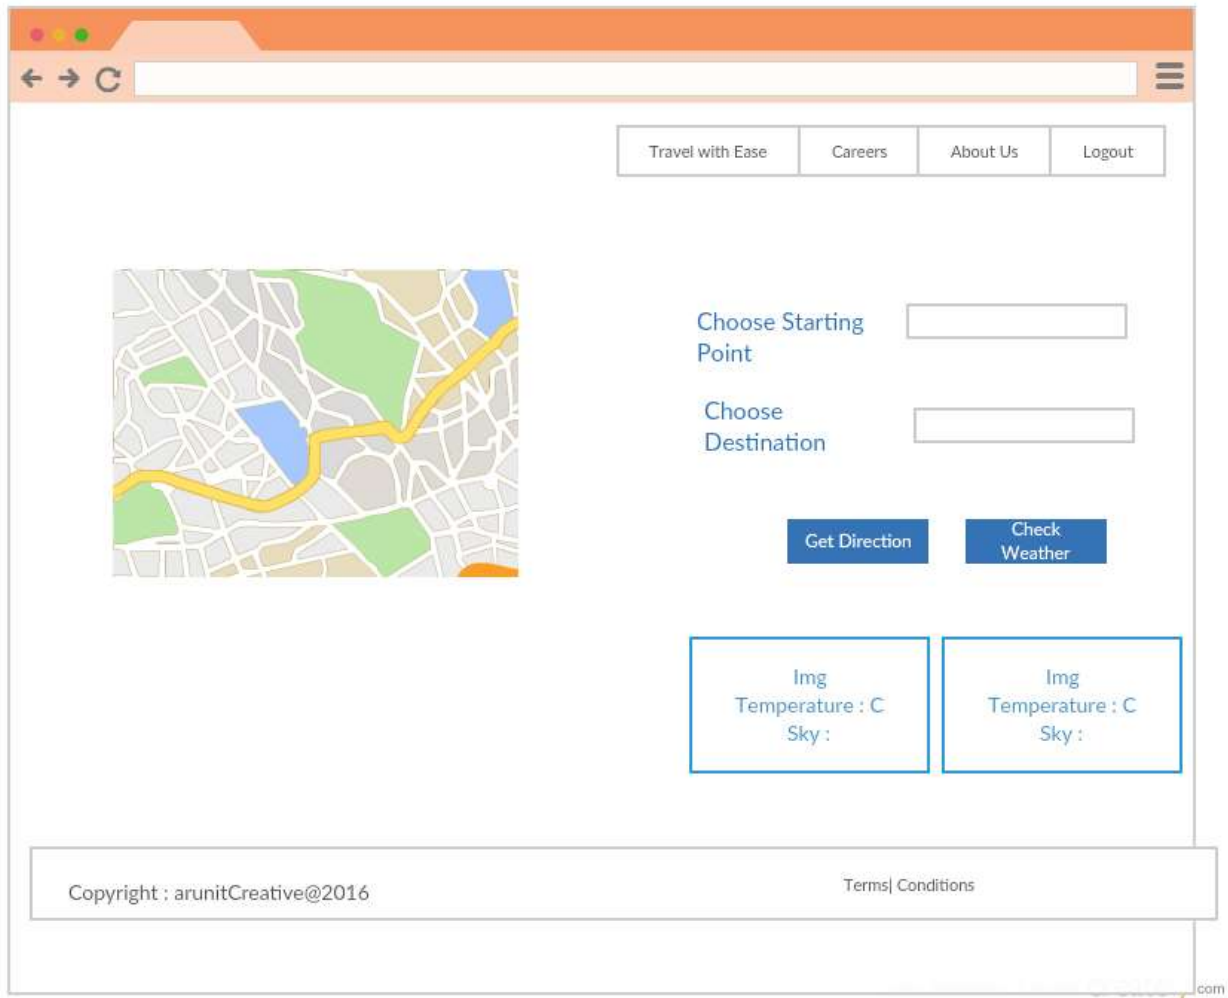 Travel with Ease Careers About Us Logout
Choose Starting
Point
Choose
Destination
Get Direction
Check
Weather
Img
Temperature : C
Sky :
Img
Temperature : C
Sky :
Copyright : arunitCreative@2016
Terms| Conditions
.com